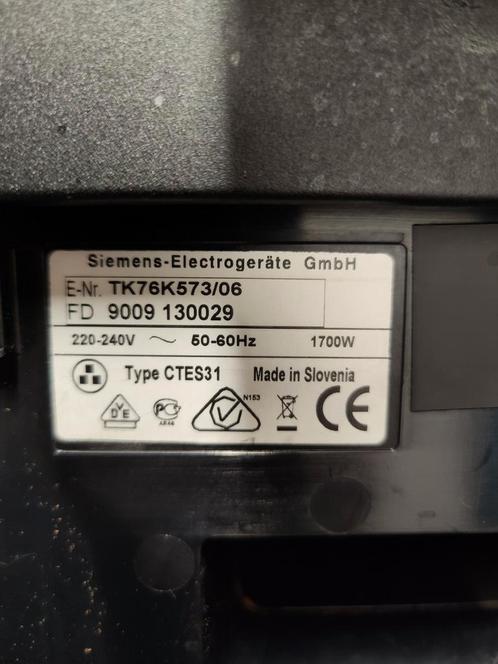 Siemens-Electrogeräte GmbH
E-Nr. TK76K573/06
FD 9009 130029
220-240V ~ 50-60Hz 1700W
Type CTES31 Made in Slovenia
N153
DVE
CE